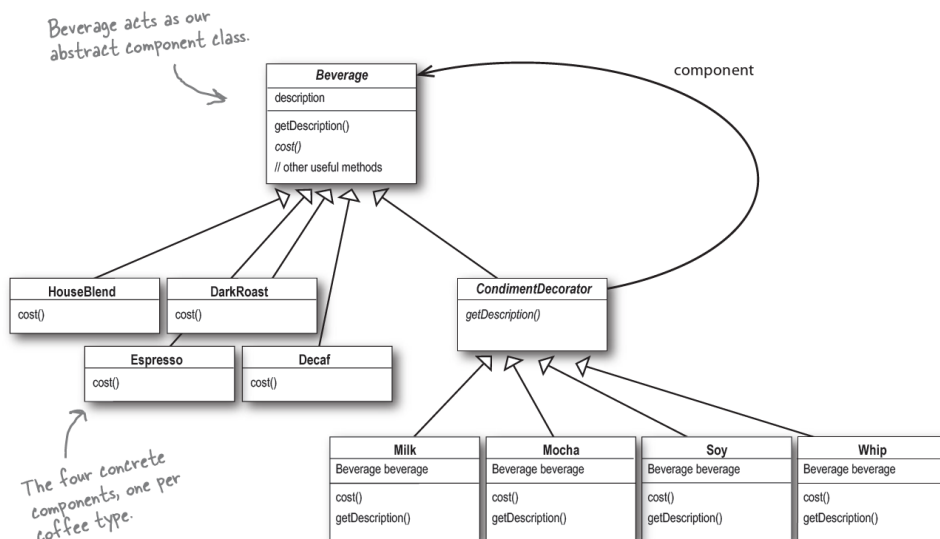 Beverage acts as our
abstract component class.
component
Beverage
description
getDescription()
cost()
// other useful methods
HouseBlend
cost()
DarkRoast
cost()
CondimentDecorator
getDescription()
Espresso
cost()
Decaf
cost()
The four concrete
components, one per
coffee type.
Milk
Beverage beverage
cost()
getDescription()
Mocha
Beverage beverage
cost()
getDescription()
Soy
Beverage beverage
cost()
getDescription()
Whip
Beverage beverage
cost()
getDescription()